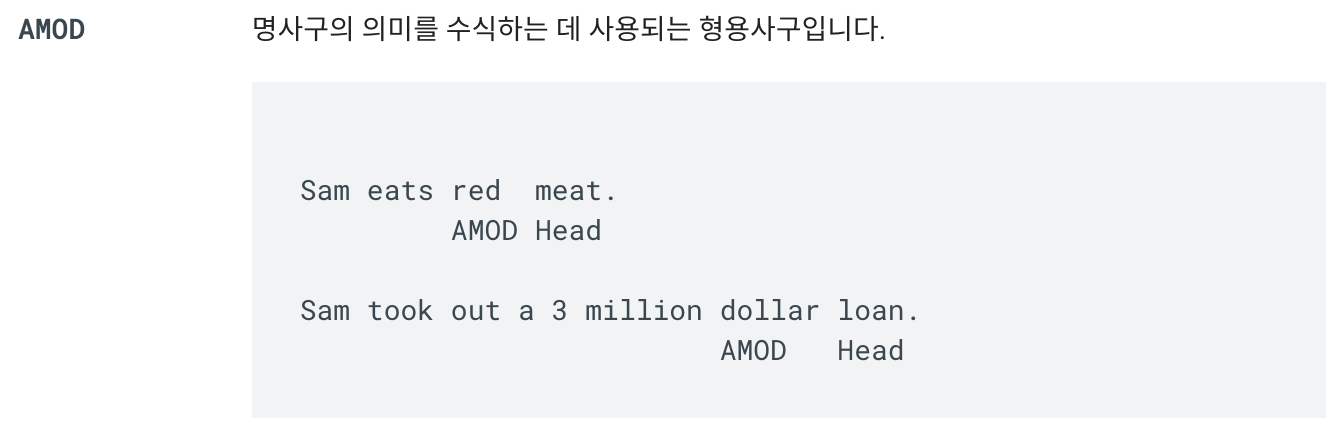 AMOD 명사구의 의미를 수식하는 데 사용되는 형용사구입니다.
Sam eats red  meat.
         AMOD Head
Sam took out a 3 million dollar loan.
                         AMOD   Head